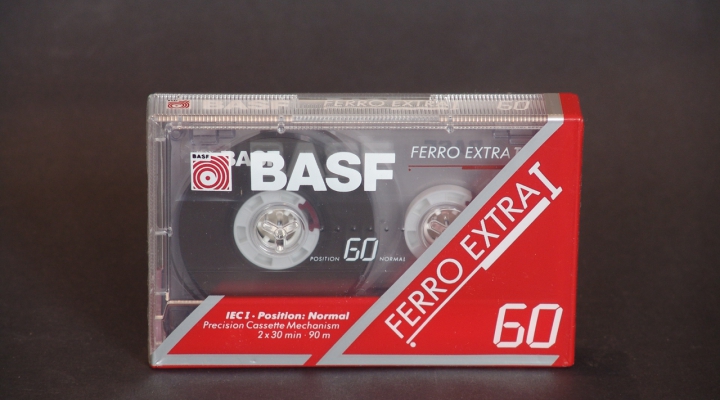 BASF FERRO EXTRA I 60
BASF
BASF
BASF
FERRO EXTRA I
POSITION 60 NORMAL
FERRO EXTRA I
IEC I · Position: Normal
Precision Cassette Mechanism
2 x 30 min · 90 m
60